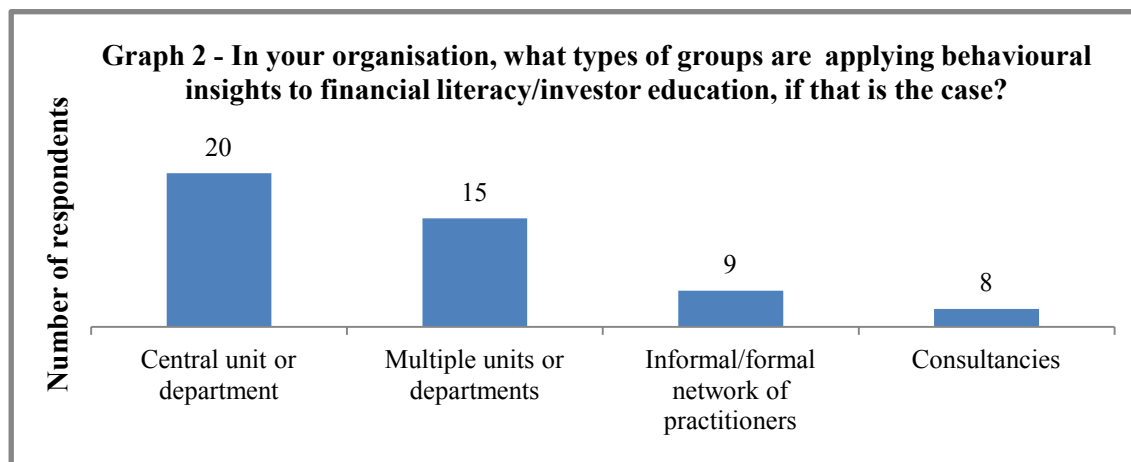 Graph 2 - In your organisation, what types of groups are applying behavioural
insights to financial literacy/investor education, if that is the case?
Number of respondents
20
15
9
8
Central unit or
department
Multiple units or
departments
Informal/formal
network of
practitioners
Consultancies